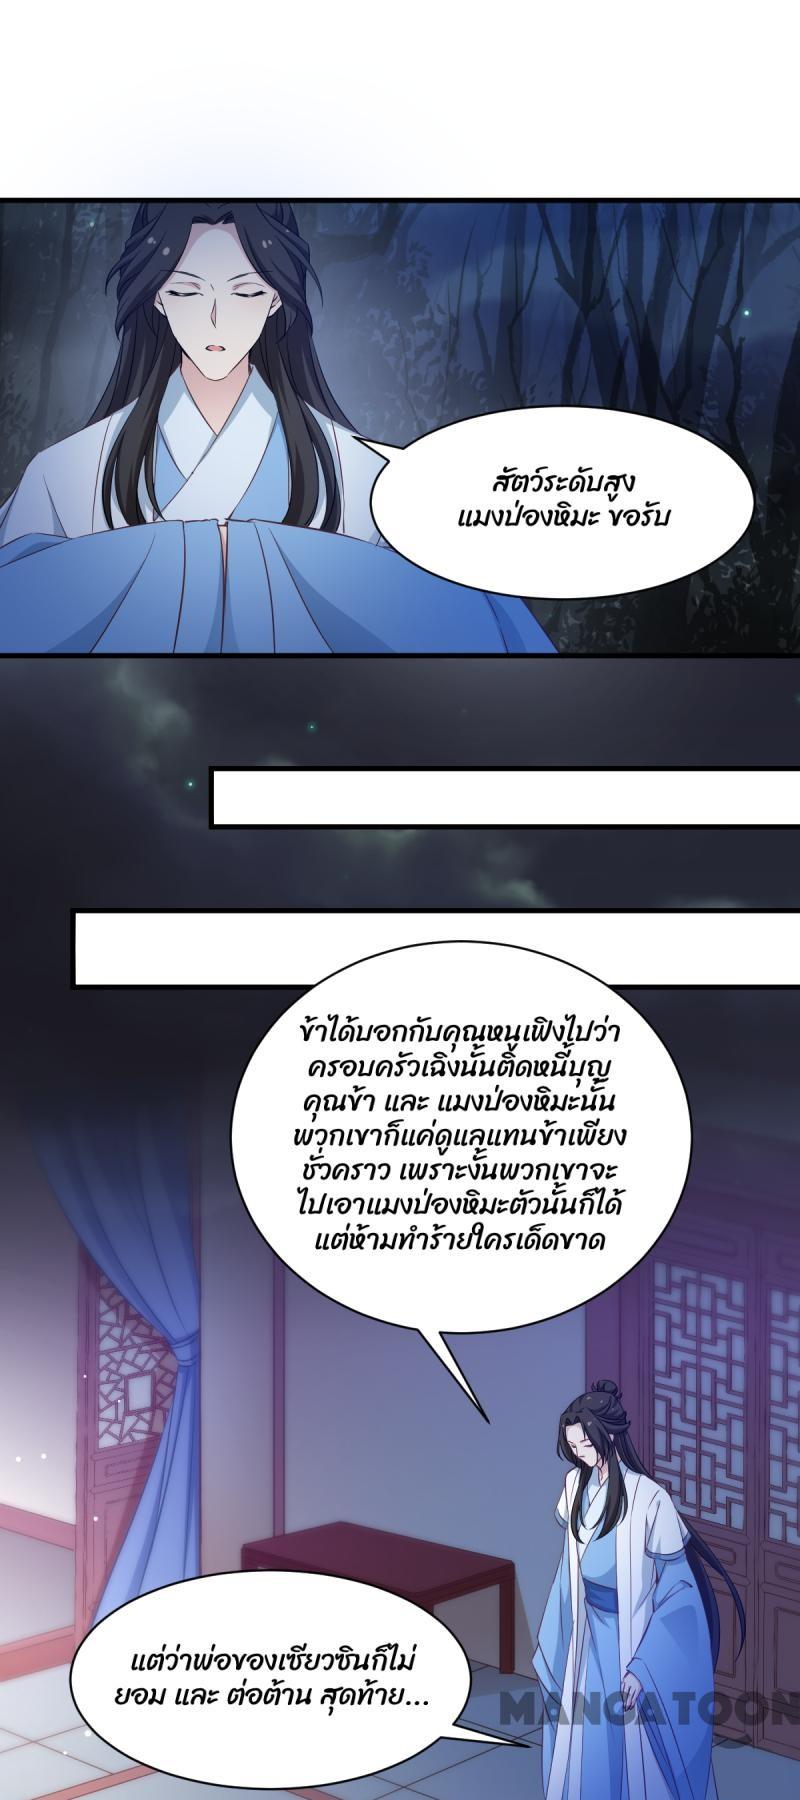 สัตว์ระดับสูง
แมงป่องหิมะ ขอรับ
ข้าได้บอกกับคุณหนูเฟิงไปว่า
ครอบครัวเฉิงนั้นติดหนี้บุญ
คุณข้า และ แมงป่องหิมะนั้น
พวกเขาก็แค่ดูแลแทนข้าเพียง
ชั่วคราว เพราะงั้นพวกเขาจะ
ไปเอาแมงป่องหิมะตัวนั้นก็ได้
แต่ห้ามทำร้ายใครเด็ดขาด
แต่ว่าพ่อของเซียวซินก็ไม่
ยอม และ ต่อต้าน สุดท้าย...
MANGATOON